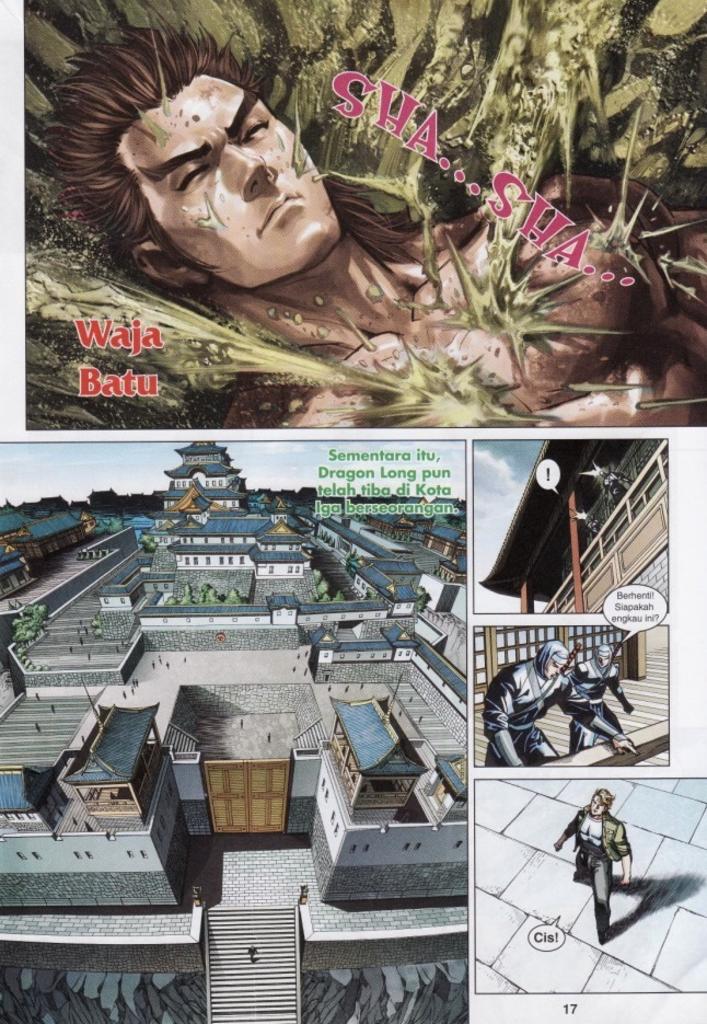 SHA... SHA...
Waja
Batu
Sementara itu,
Dragon Long pun
telah tiba di Kota
Iga berseorangan.
!
Berhenti!
Siapakah
engkau ini?
Cis!
17